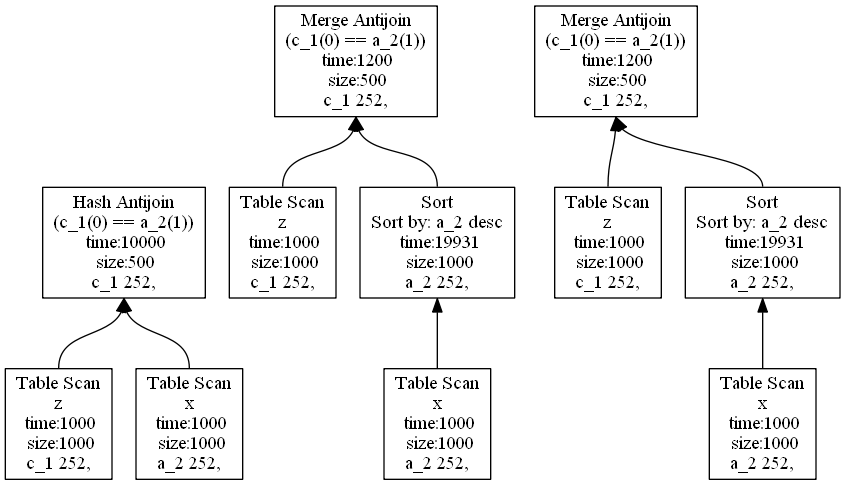 Merge Antijoin
(c_1(0) == a_2(1))
time:1200
size:500
c_1 252,
Merge Antijoin
(c_1(0) == a_2(1))
time:1200
size:500
c_1 252,
Hash Antijoin
(c_1(0) == a_2(1))
time:10000
size:500
c_1 252,
Table Scan
z
time:1000
size:1000
c_1 252,
Sort
Sort by: a_2 desc
time:19931
size:1000
a_2 252,
Table Scan
z
time:1000
size:1000
c_1 252,
Sort
Sort by: a_2 desc
time:19931
size:1000
a_2 252,
Table Scan
z
time:1000
size:1000
c_1 252,
Table Scan
x
time:1000
size:1000
a_2 252,
Table Scan
x
time:1000
size:1000
a_2 252,
Table Scan
x
time:1000
size:1000
a_2 252,